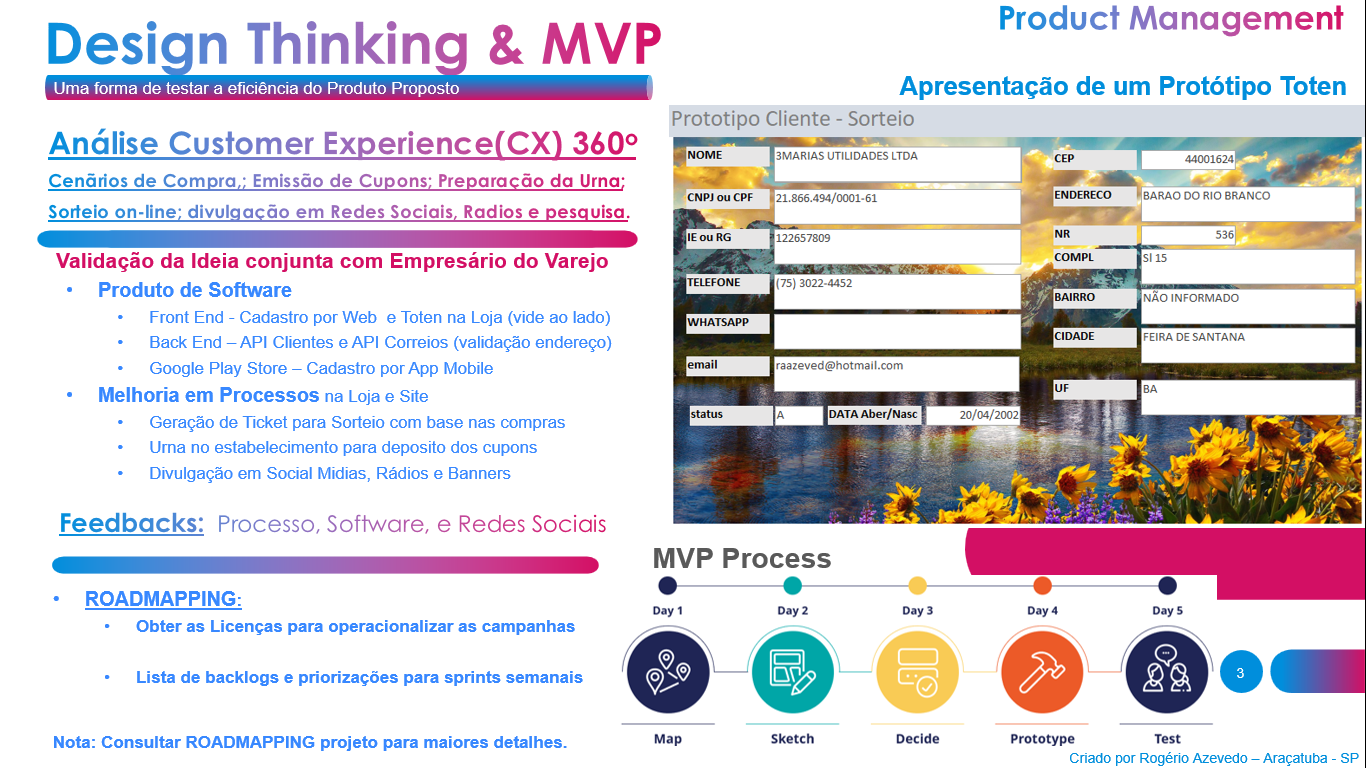 Design Thinking & MVP
Uma forma de testar a eficiência do Produto Proposto
Análise Customer Experience(CX) 360º
Cenãrios de Compra,; Emissão de Cupons; Preparação da Urna;
Sorteio on-line; divulgação em Redes Sociais, Radios e pesquisa.
Validação da Ideia conjunta com Empresário do Varejo
• Produto de Software
• Front End - Cadastro por Web e Toten na Loja (vide ao lado)
• Back End – API Clientes e API Correios (validação endereço)
• Google Play Store – Cadastro por App Mobile
• Melhoria em Processos na Loja e Site
• Geração de Ticket para Sorteio com base nas compras
• Urna no estabelecimento para deposito dos cupons
• Divulgação em Social Midias, Rádios e Banners
Feedbacks: Processo, Software, e Redes Sociais
• ROADMAPPING:
• Obter as Licenças para operacionalizar as campanhas
• Lista de backlogs e priorizações para sprints semanais
Nota: Consultar ROADMAPPING projeto para maiores detalhes.
Product Management
Apresentação de um Protótipo Toten
Prototipo Cliente - Sorteio
NOME 3MARIAS UTILIDADES LTDA
CNPJ ou CPF 21.866.494/0001-61
IE ou RG 122657809
TELEFONE (75) 3022-4452
WHATSAPP
email raazeved@hotmail.com
status A DATA Aber/Nasc 20/04/2002
CEP 44001624
ENDERECO BARAO DO RIO BRANCO
NR 536
COMPL Sl 15
BAIRRO NÃO INFORMADO
CIDADE FEIRA DE SANTANA
UF BA
MVP Process
Day 1 Day 2 Day 3 Day 4 Day 5
Map Sketch Decide Prototype Test
3
Criado por Rogério Azevedo – Araçatuba - SP